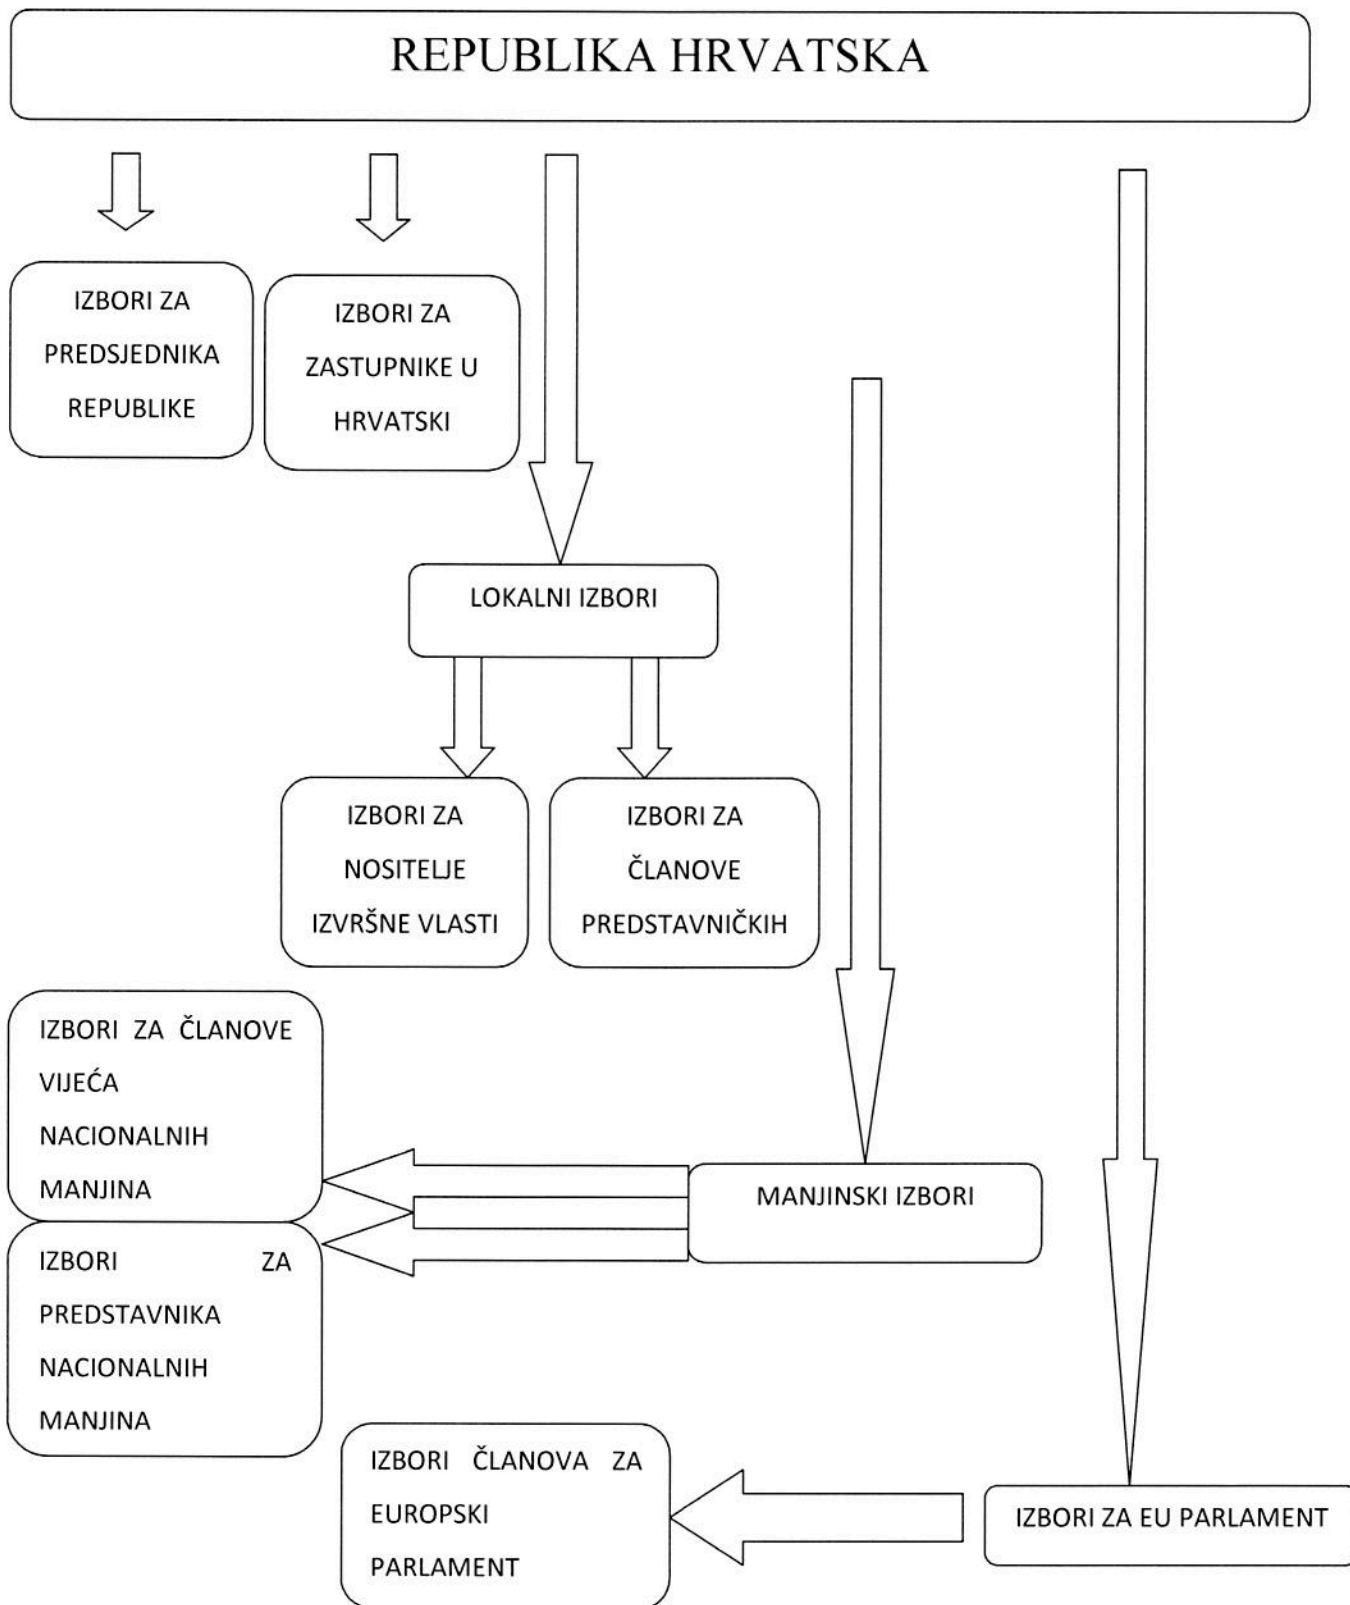 REPUBLIKA HRVATSKA
IZBORI ZA
PREDSJEDNIKA
REPUBLIKE
IZBORI ZA
ZASTUPNIKE U
HRVATSKI
LOKALNI IZBORI
IZBORI ZA
NOSITELJE
IZVRŠNE VLASTI
IZBORI ZA
ČLANOVE
PREDSTAVNIČKIH
IZBORI ZA ČLANOVE
VIJEĆA
NACIONALNIH
MANJINA
MANJINSKI IZBORI
IZBORI ZA
PREDSTAVNIKA
NACIONALNIH
MANJINA
IZBORI ČLANOVA ZA
EUROPSKI
PARLAMENT
IZBORI ZA EU PARLAMENT